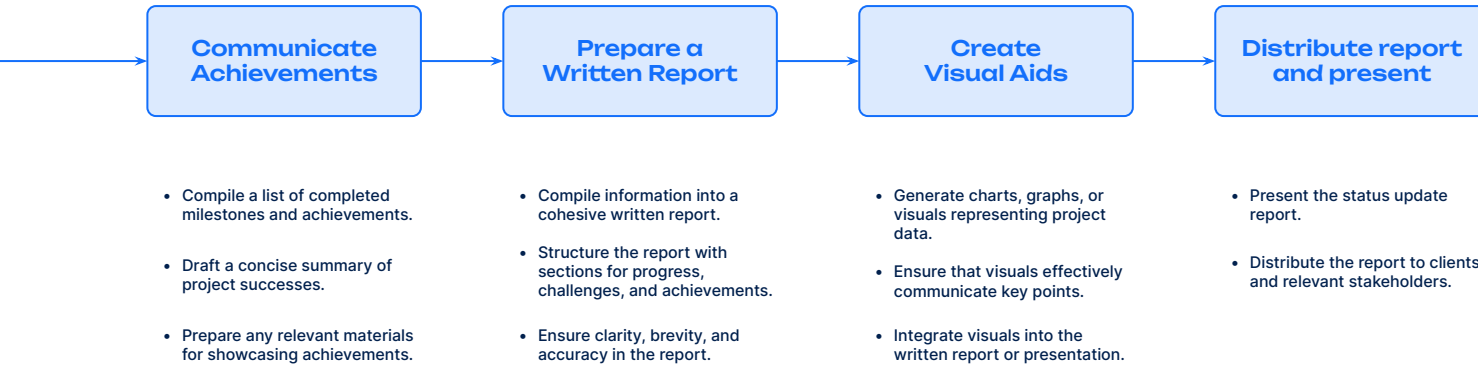 Communicate
Achievements
Prepare a
Written Report
Create
Visual Aids
Distribute report
and present
• Compile a list of completed
milestones and achievements.
• Draft a concise summary of
project successes.
• Prepare any relevant materials
for showcasing achievements.
• Compile information into a
cohesive written report.
• Structure the report with
sections for progress,
challenges, and achievements.
• Ensure clarity, brevity, and
accuracy in the report.
• Generate charts, graphs, or
visuals representing project
data.
• Ensure that visuals effectively
communicate key points.
• Integrate visuals into the
written report or presentation.
• Present the status update
report.
• Distribute the report to clients
and relevant stakeholders.